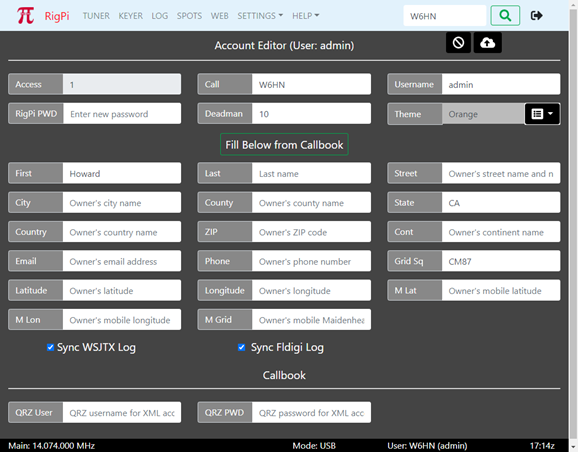 RigPi TUNER KEYER LOG SPOTS WEB SETTINGS HELP W6HN
Account Editor (User: admin)
Access 1 Call W6HN Username admin
RigPi PWD Enter new password Deadman 10 Theme Orange
Fill Below from Callbook
First Howard Last Last name Street Owner's street name and n
City Owner's city name County Owner's county name State CA
Country Owner's country name ZIP Owner's ZIP code Cont Owner's continent name
Email Owner's email address Phone Owner's phone number Grid Sq CM87
Latitude Owner's latitude Longitude Owner's longitude M Lat Owner's mobile latitude
M Lon Owner's mobile longitude M Grid Owner's mobile Maidenhea
Sync WSJTX Log Sync Fldigi Log
Callbook
QRZ User QRZ username for XML acc QRZ PWD QRZ password for XML acc
Main: 14.074.000 MHz Mode: USB User: W6HN (admin) 17:14z